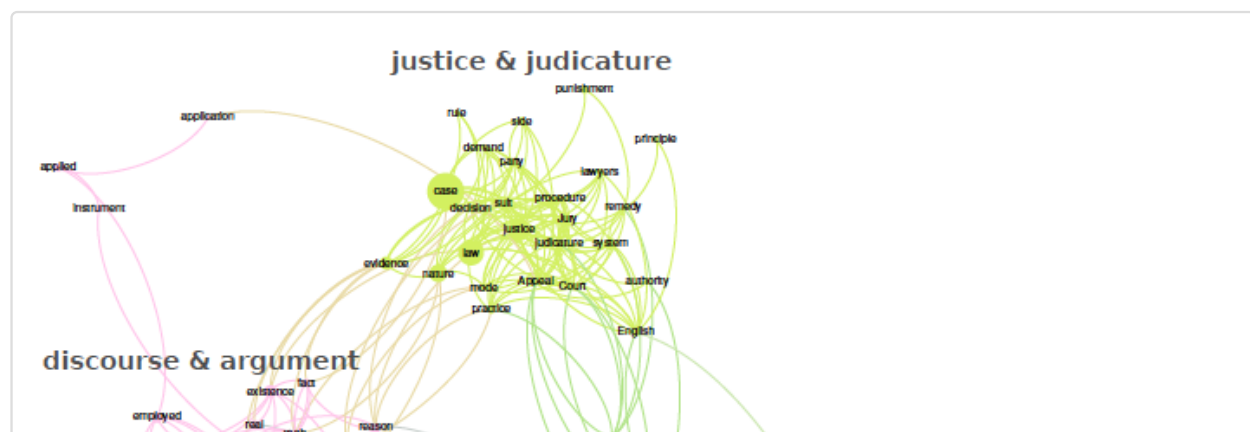 justice & judicature
punishment
application
rule
side
principle
demand
party
applied
lawyers
case
procedure
suit
instrument
decision
remedy
Jury
justice
judicature
system
law
evidence
nature
Appeal
authority
mode
Court
practice
English
discourse & argument
fact
existence
employed
real
reason